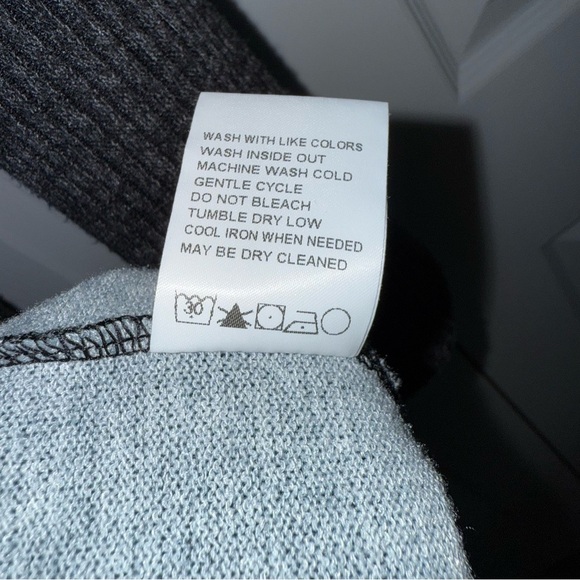 WASH WITH LIKE COLORS
WASH INSIDE OUT
MACHINE WASH COLD
GENTLE CYCLE
DO NOT BLEACH
TUMBLE DRY LOW
COOL IRON WHEN NEEDED
MAY BE DRY CLEANED
30